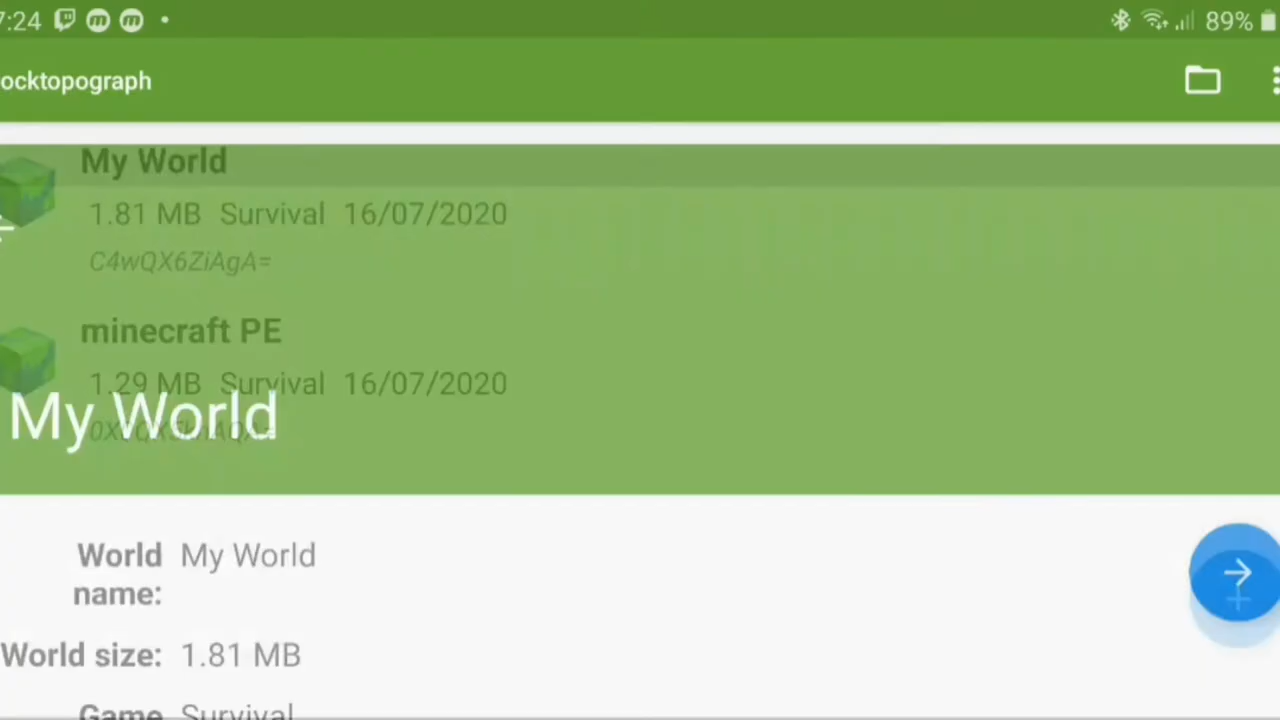 7:24
89%
ocktopograph
My World
1.81 MB Survival 16/07/2020
C4wQX6ZiAgA=
minecraft PE
1.29 MB Survival 16/07/2020
My World
World name: My World
World size: 1.81 MB
Game Survival